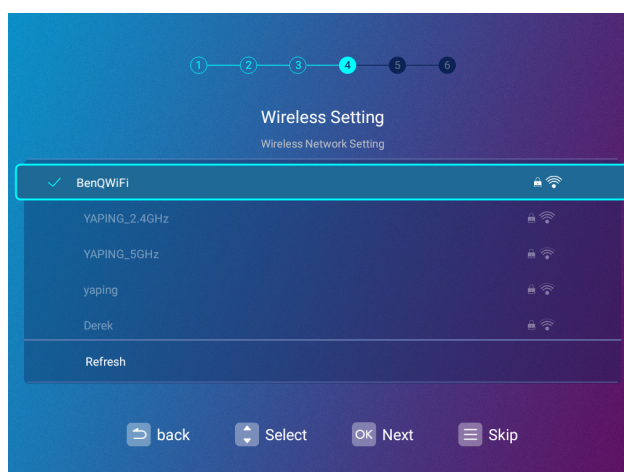 1 2 3 4 5 6
Wireless Setting
Wireless Network Setting
BenQWiFi
YAPING_2.4GHz
YAPING_5GHz
yaping
Derek
Refresh
back Select OK Next Skip